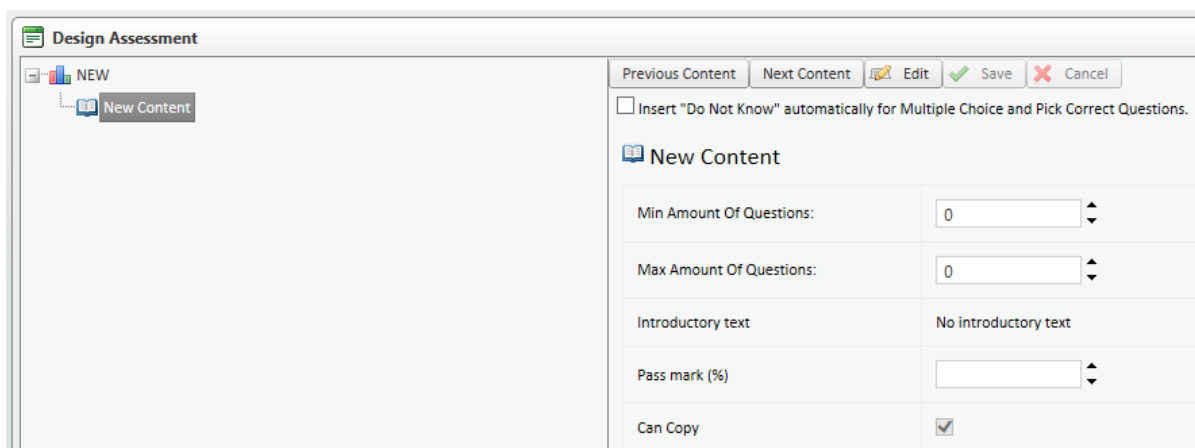 Design Assessment
NEW
New Content
Previous Content Next Content Edit Save Cancel
Insert "Do Not Know" automatically for Multiple Choice and Pick Correct Questions.
New Content
Min Amount Of Questions: 0
Max Amount Of Questions: 0
Introductory text No introductory text
Pass mark (%)
Can Copy